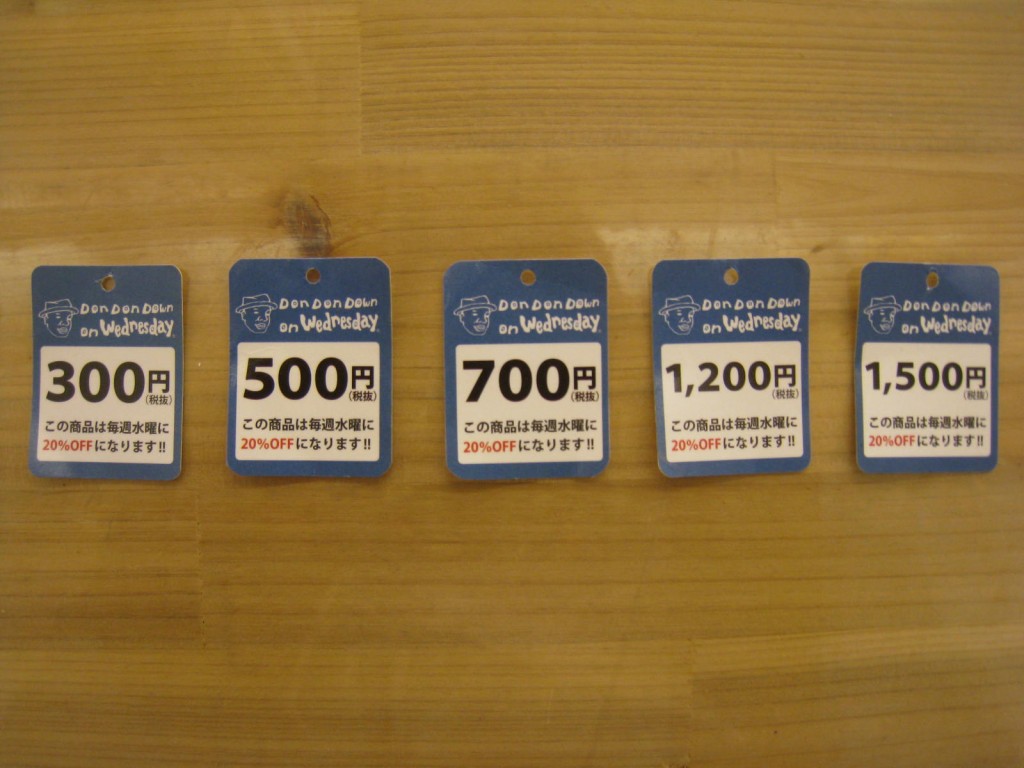 Don Don Down
on Wednesday
300円
(税抜)
この商品は毎週水曜に
20%OFFになります!!
Don Don Down
on Wednesday
500円
(税抜)
この商品は毎週水曜に
20%OFFになります!!
Don Don Down
on Wednesday
700円
(税抜)
この商品は毎週水曜に
20%OFFになります!!
Don Don Down
on Wednesday
1,200円
(税抜)
この商品は毎週水曜に
20%OFFになります!!
Don Don Down
on Wednesday
1,500円
(税抜)
この商品は毎週水曜に
20%OFFになります!!